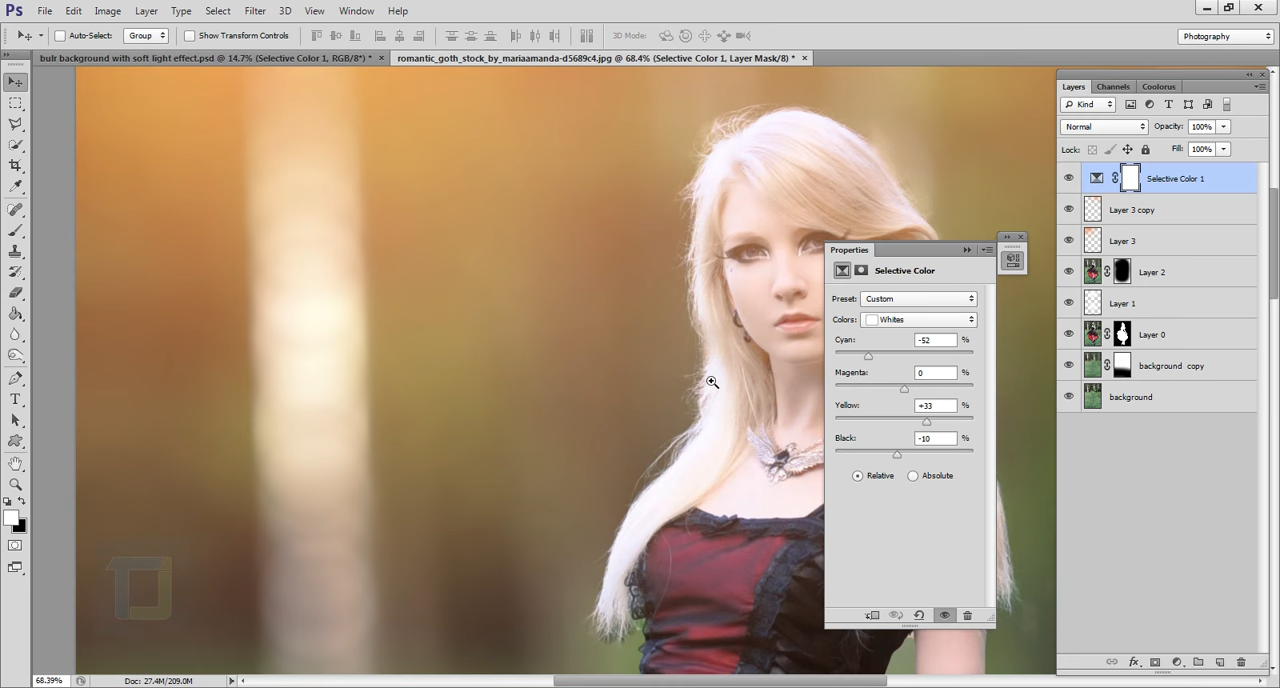 Ps File Edit Image Layer Type Select Filter 3D View Window Help
Auto-Select: Group Show Transform Controls 3D Mode: Photography
bulr background with soft light effect.psd @ 14.7% (Selective Color 1, RGB/8*) * × romantic_goth_stock_by_mariaamanda-d5689c4.jpg @ 68.4% (Selective Color 1, Layer Mask/8) * ×
Layers Channels Coolorus
Kind
Normal Opacity: 100%
Lock: Fill: 100%
Selective Color 1
Layer 3 copy
Layer 3
Layer 2
Layer 1
Layer 0
background copy
background
Properties
Selective Color
Preset: Custom
Colors: Whites
Cyan: -52 %
Magenta: 0 %
Yellow: +33 %
Black: -10 %
Relative Absolute
TJ
68.39% Doc: 27.4M/209.0M